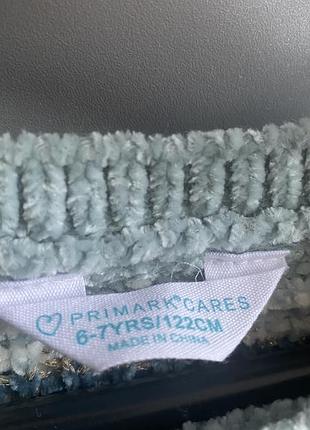 ♡ PRIMARK® CARES
6-7YRS/122CM
MADE IN CHINA